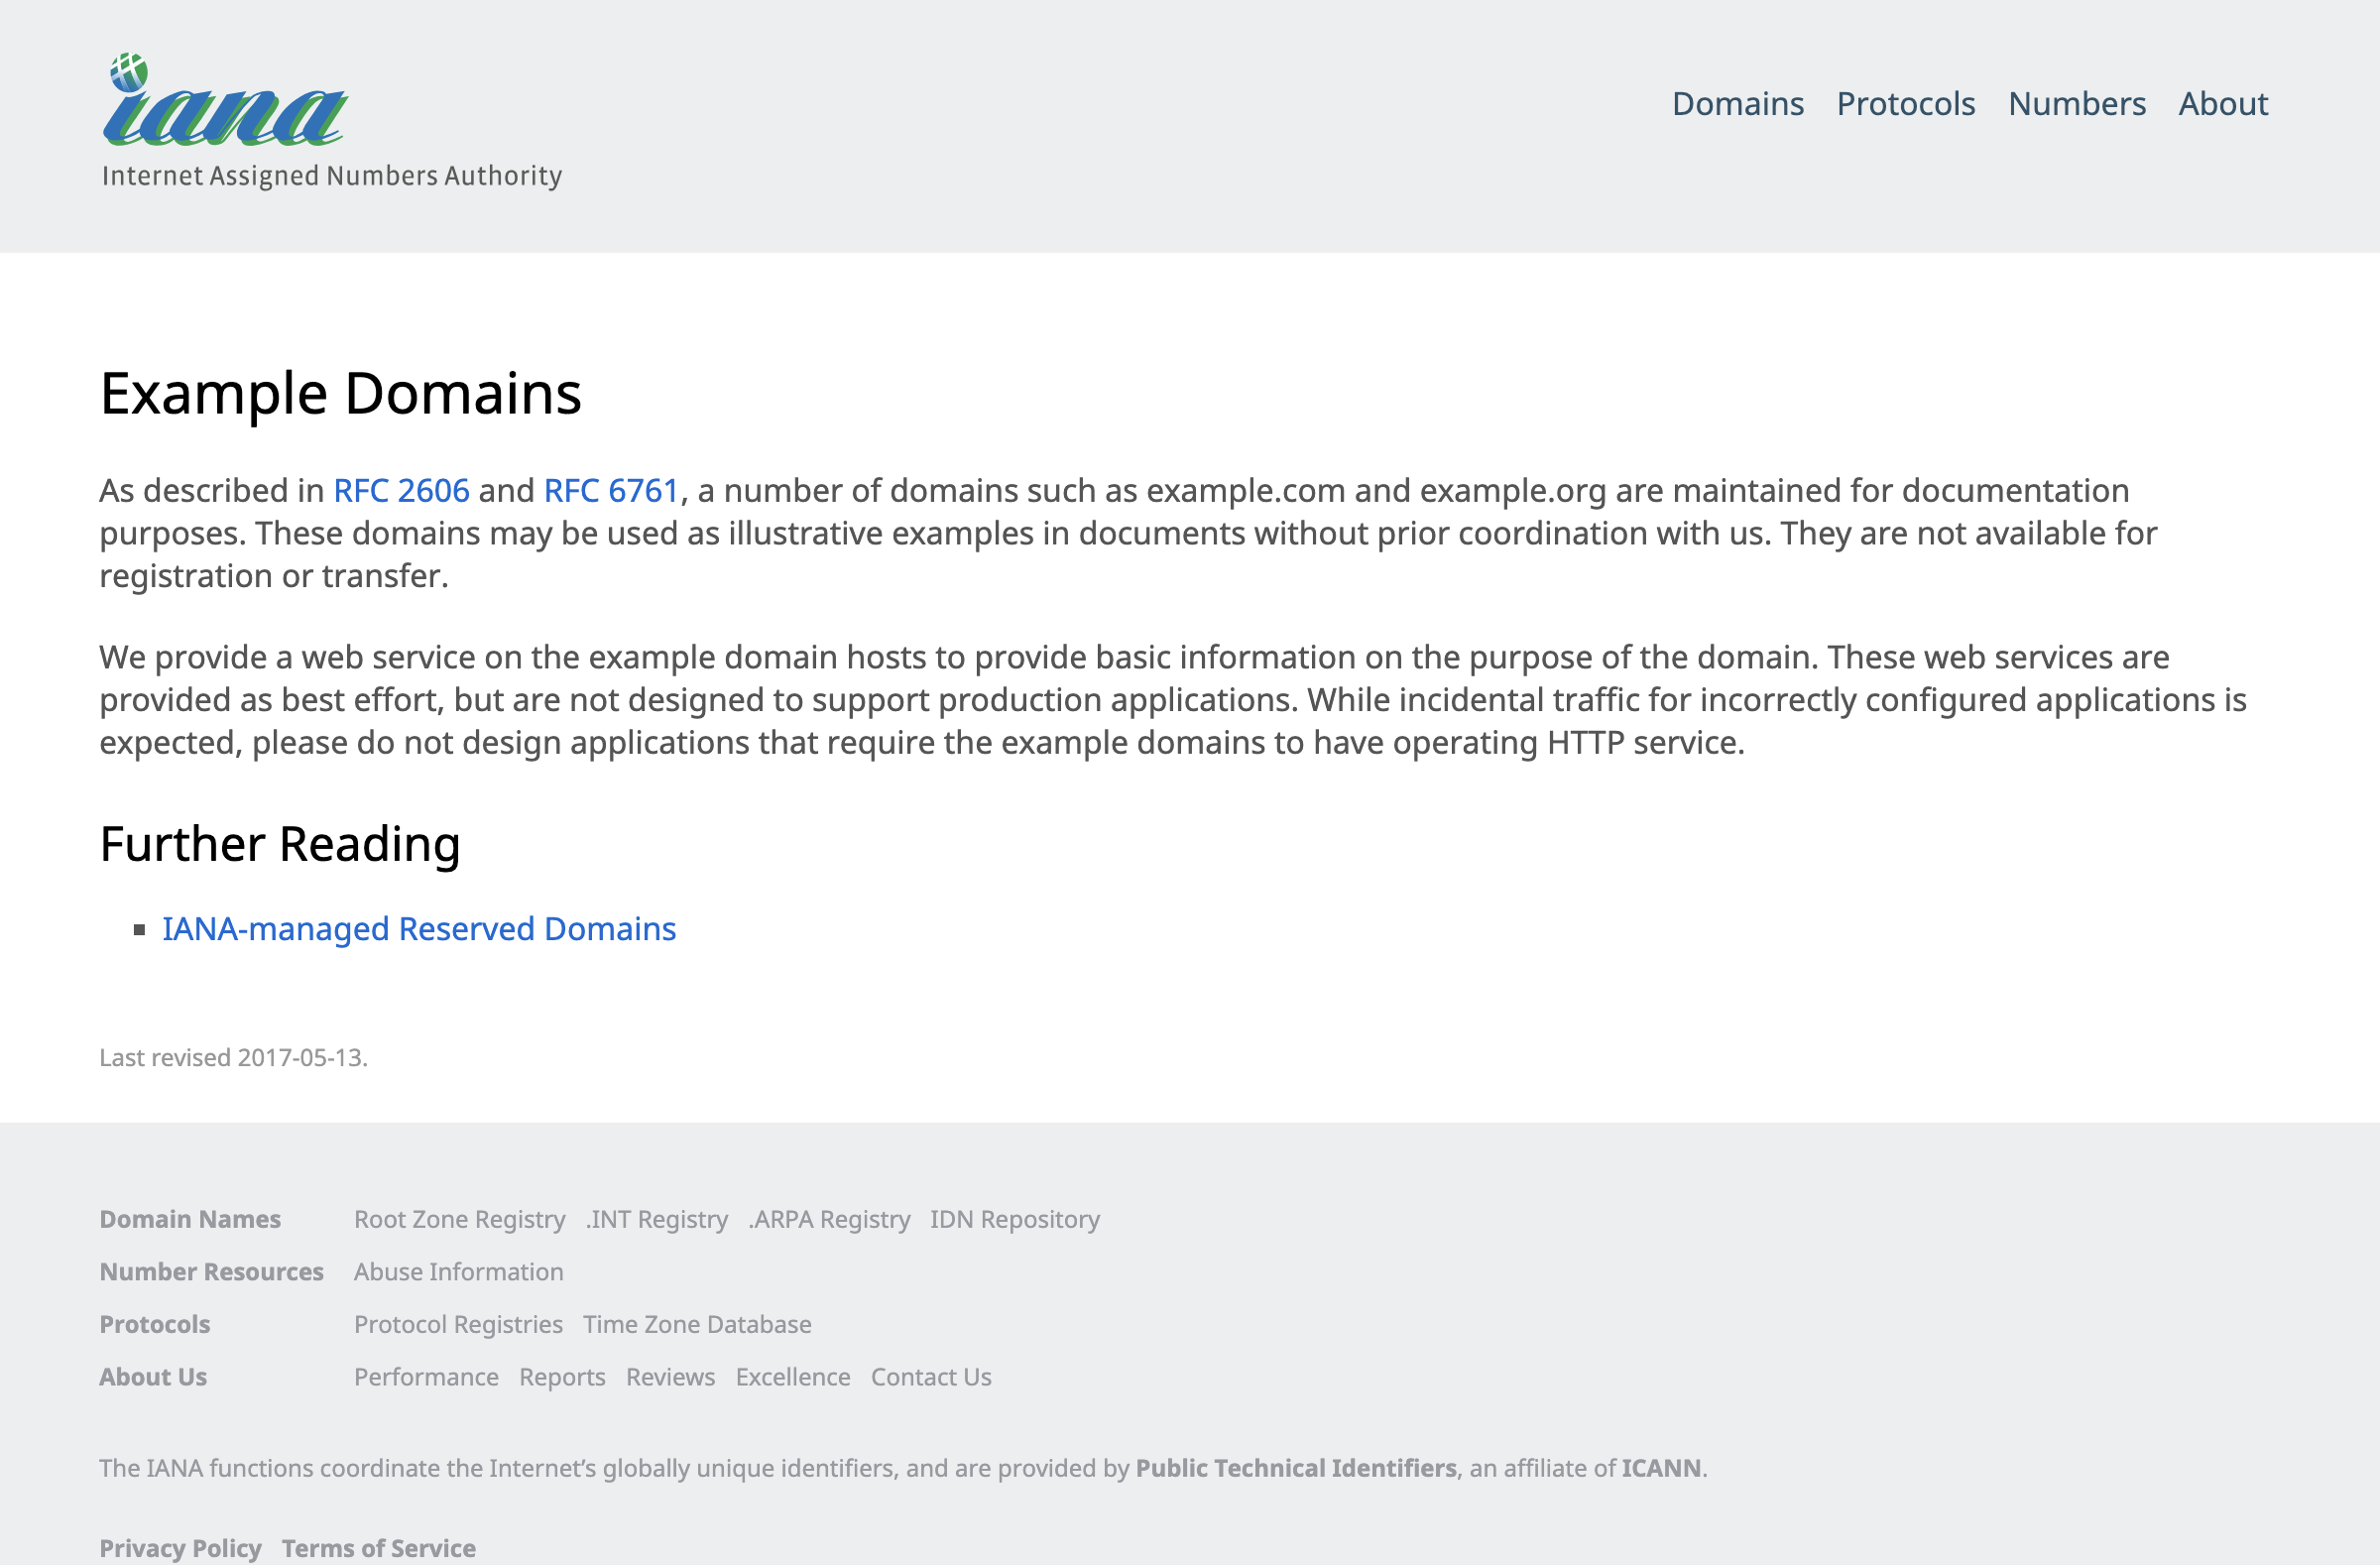 iana
Internet Assigned Numbers Authority
Domains Protocols Numbers About
Example Domains
As described in RFC 2606 and RFC 6761, a number of domains such as example.com and example.org are maintained for documentation
purposes. These domains may be used as illustrative examples in documents without prior coordination with us. They are not available for
registration or transfer.
We provide a web service on the example domain hosts to provide basic information on the purpose of the domain. These web services are
provided as best effort, but are not designed to support production applications. While incidental traffic for incorrectly configured applications is
expected, please do not design applications that require the example domains to have operating HTTP service.
Further Reading
IANA-managed Reserved Domains
Last revised 2017-05-13.
Domain Names Root Zone Registry .INT Registry .ARPA Registry IDN Repository
Number Resources Abuse Information
Protocols Protocol Registries Time Zone Database
About Us Performance Reports Reviews Excellence Contact Us
The IANA functions coordinate the Internet’s globally unique identifiers, and are provided by Public Technical Identifiers, an affiliate of ICANN.
Privacy Policy Terms of Service